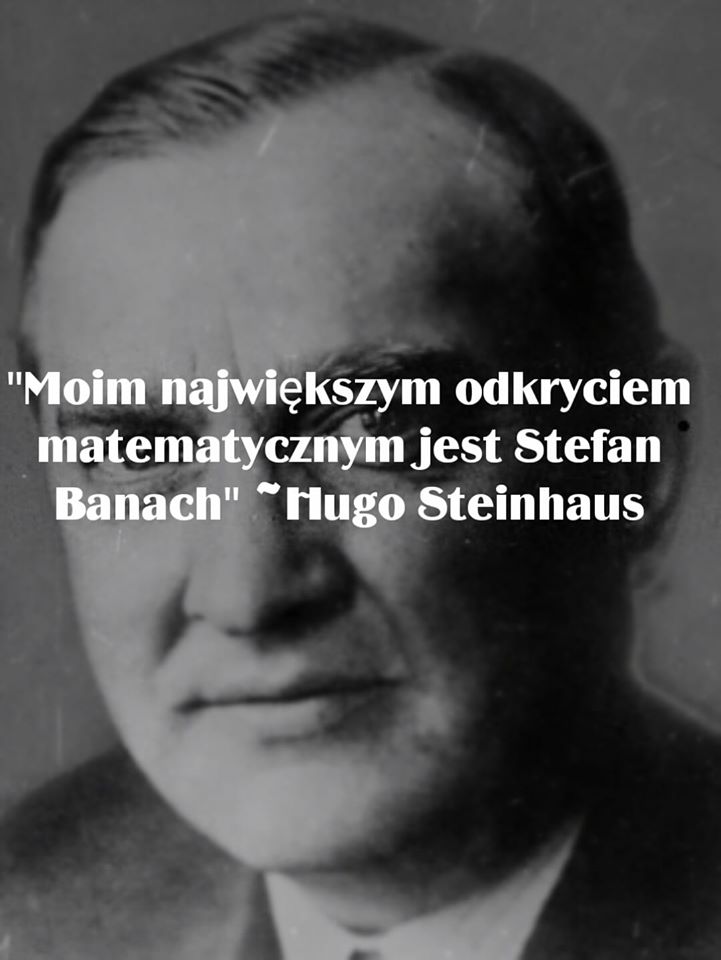 "Moim największym odkryciem
matematycznym jest Stefan
Banach" ~Hugo Steinhaus